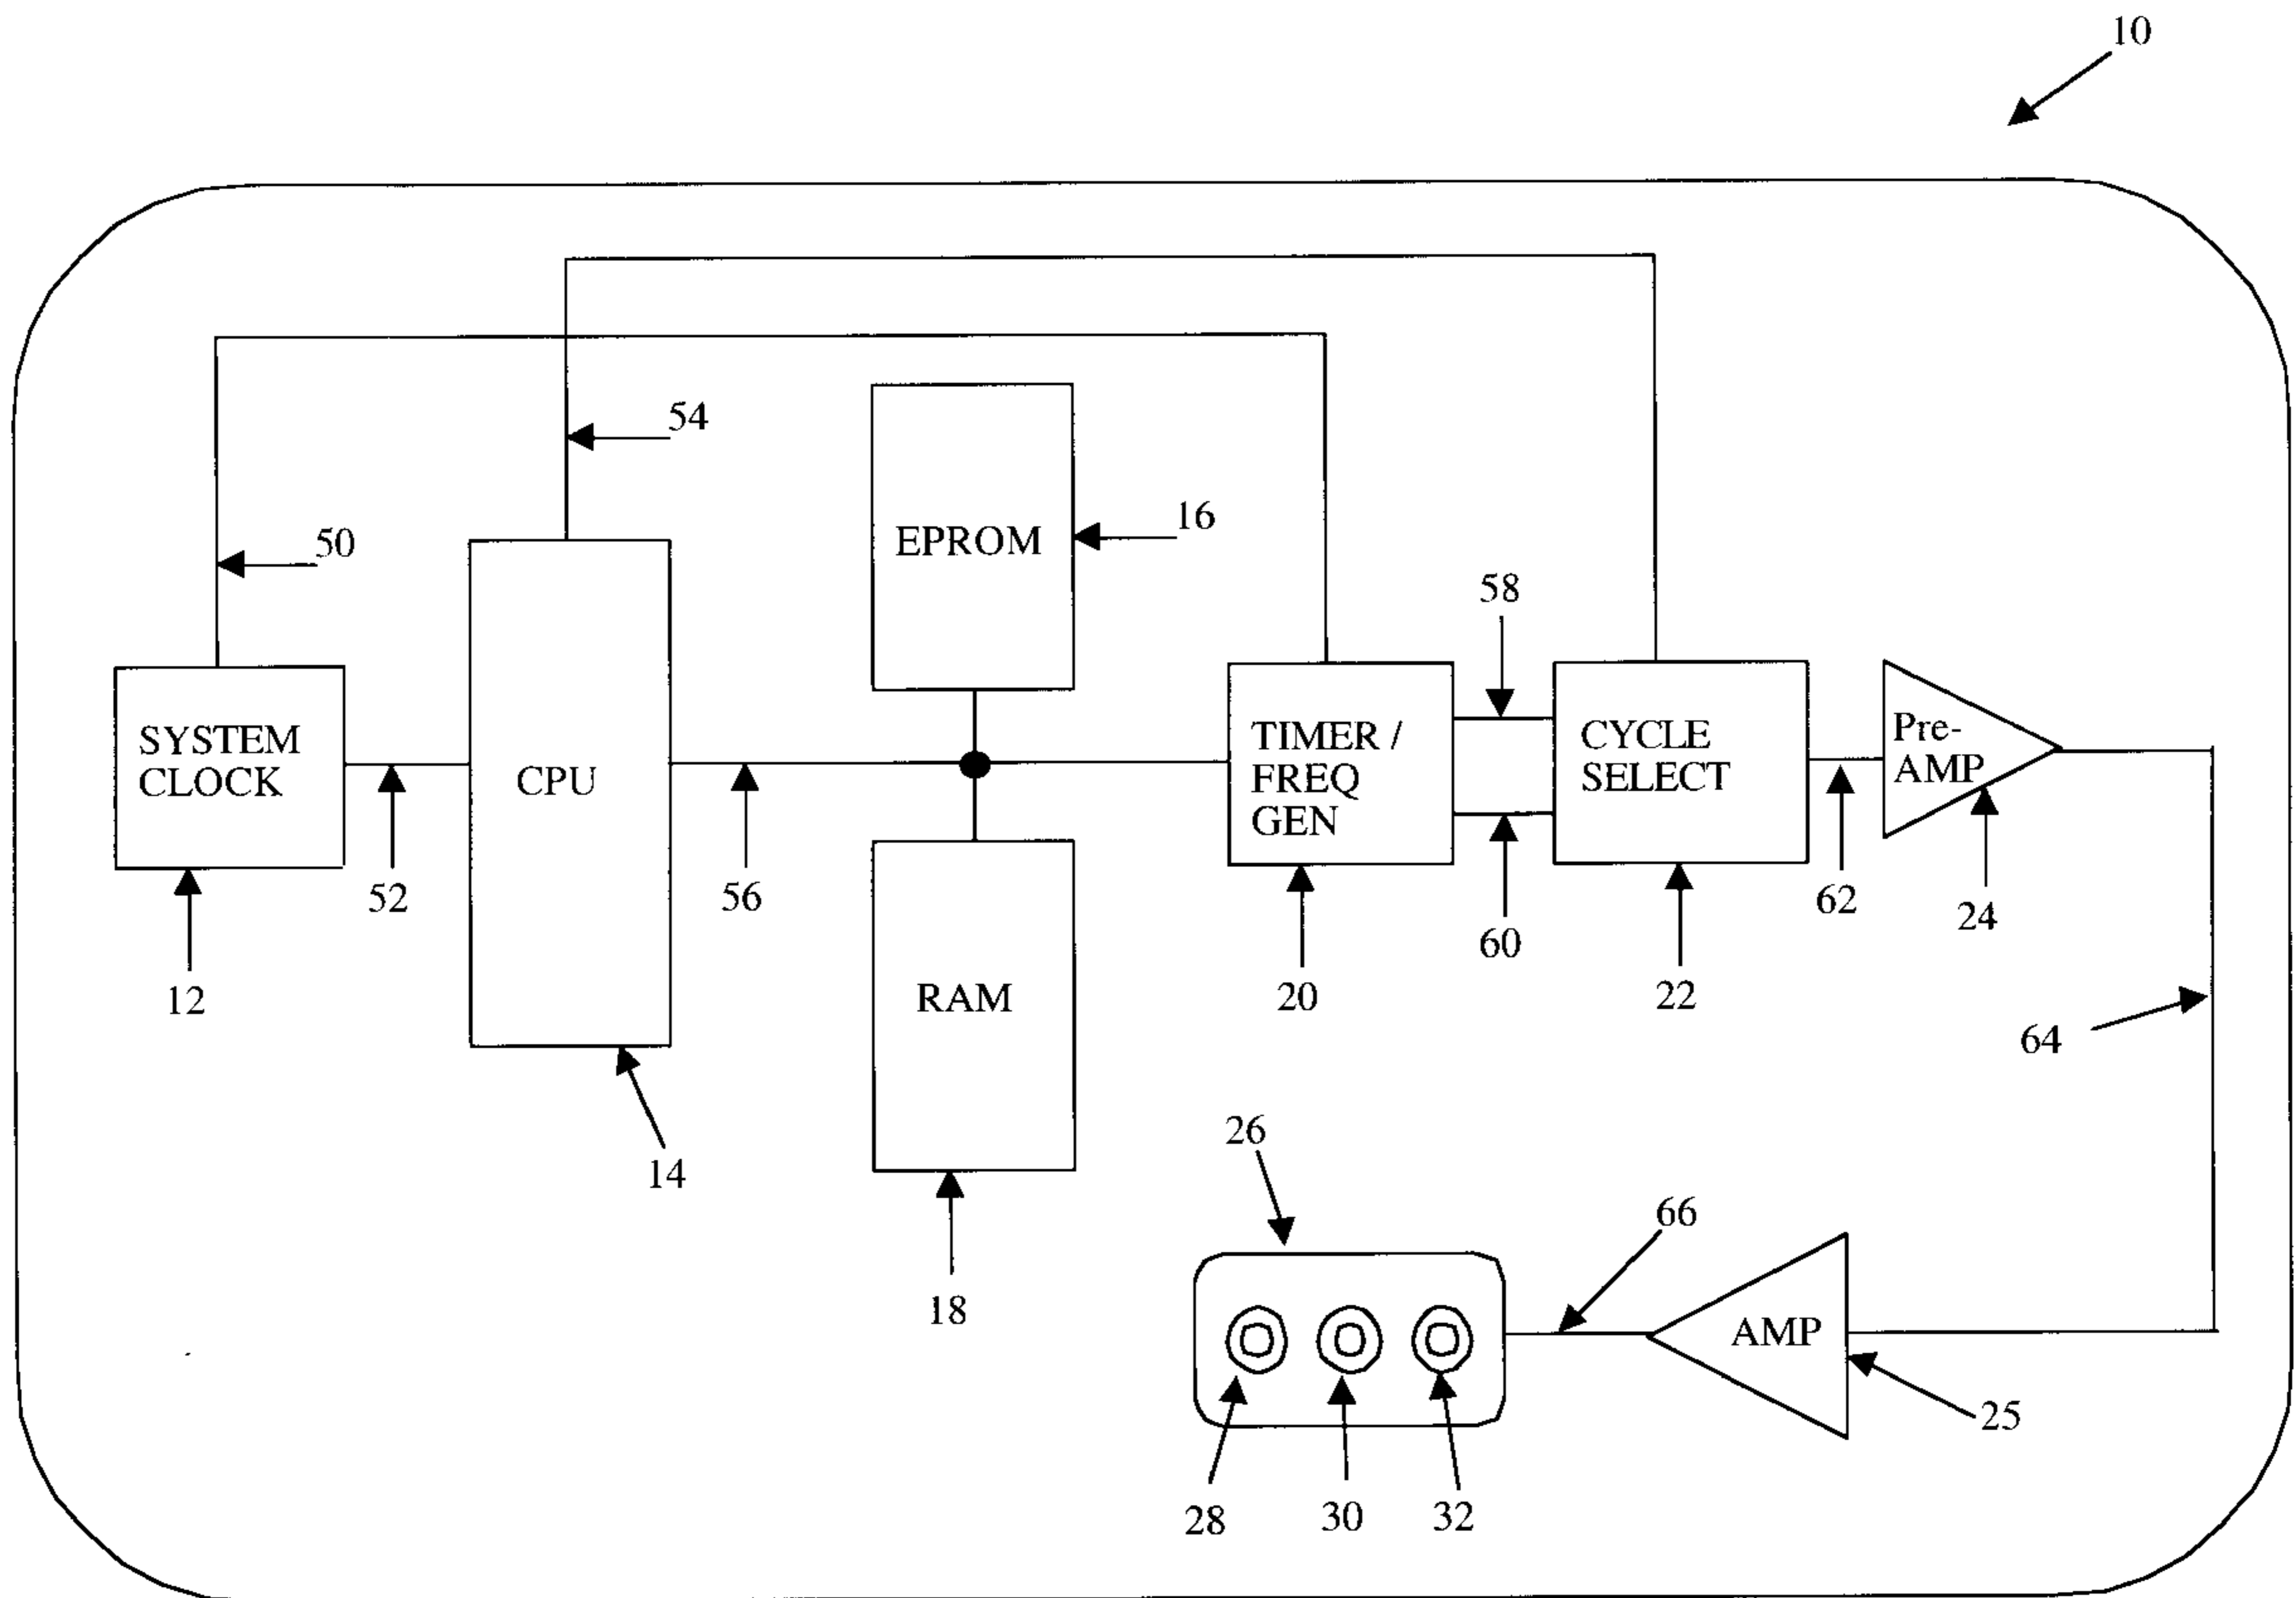 10
54
50
EPROM
16
58
SYSTEM
CLOCK
CPU
TIMER /
FREQ
GEN
CYCLE
SELECT
Pre-
AMP
52
56
62
24
60
12
RAM
20
22
64
14
26
66
18
AMP
25
28
30
32